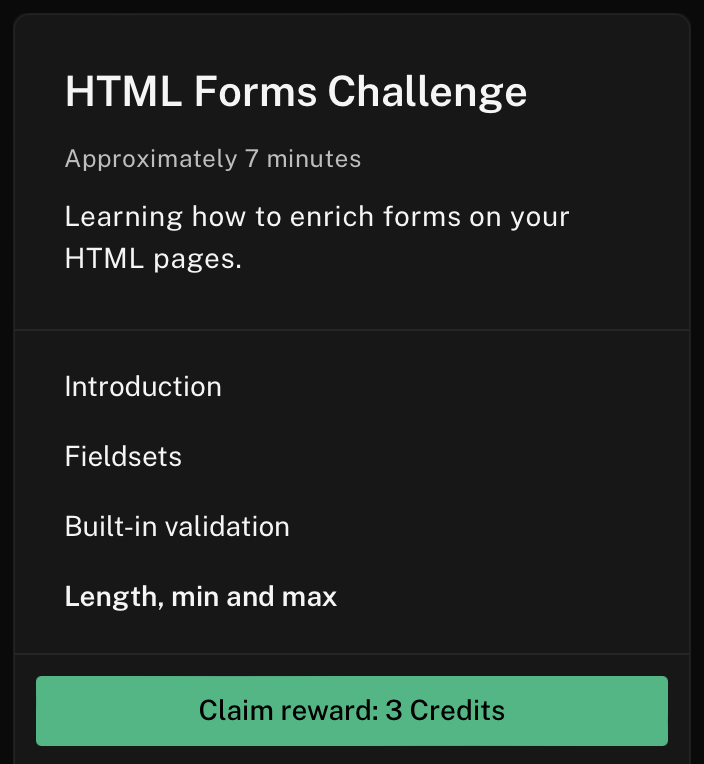 HTML Forms Challenge
Approximately 7 minutes
Learning how to enrich forms on your
HTML pages.
Introduction
Fieldsets
Built-in validation
Length, min and max
Claim reward: 3 Credits